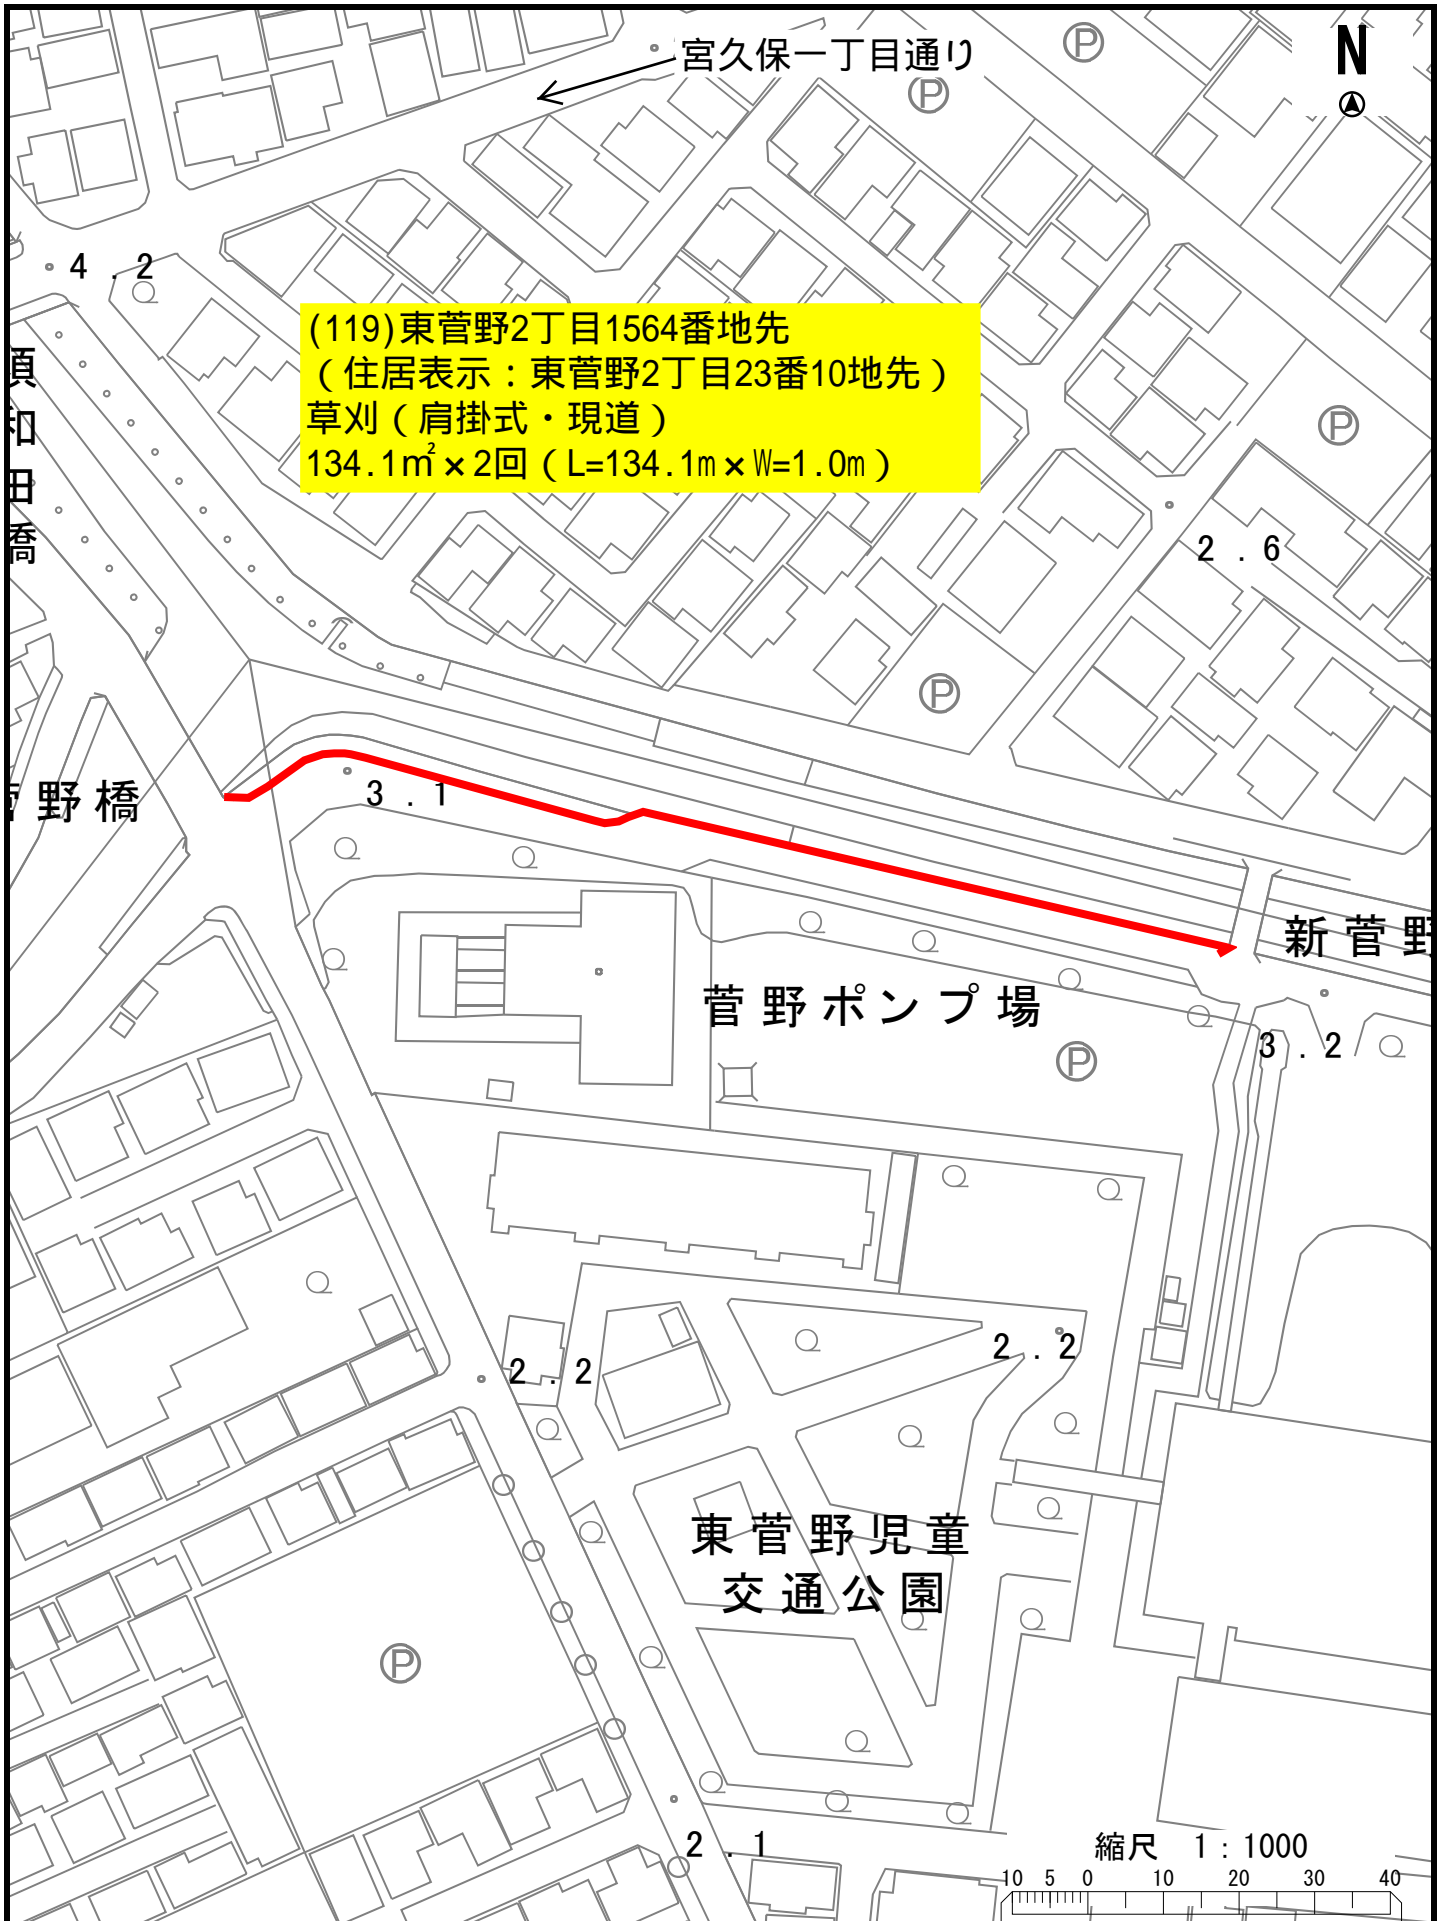 宮久保一丁目通り
N
Ⓟ
Ⓟ
4.2
(119)東菅野2丁目1564番地先
（住居表示：東菅野2丁目23番10地先）
草刈（肩掛式・現道）
134.1㎡×2回（L=134.1m×W=1.0m）
須和田橋
Ⓟ
2.6
Ⓟ
菅野橋
3.1
新菅野
菅野ポンプ場
3.2
Ⓟ
2.2
2.2
東菅野児童
交通公園
Ⓟ
2.1
縮尺 1:1000
10 5 0 10 20 30 40